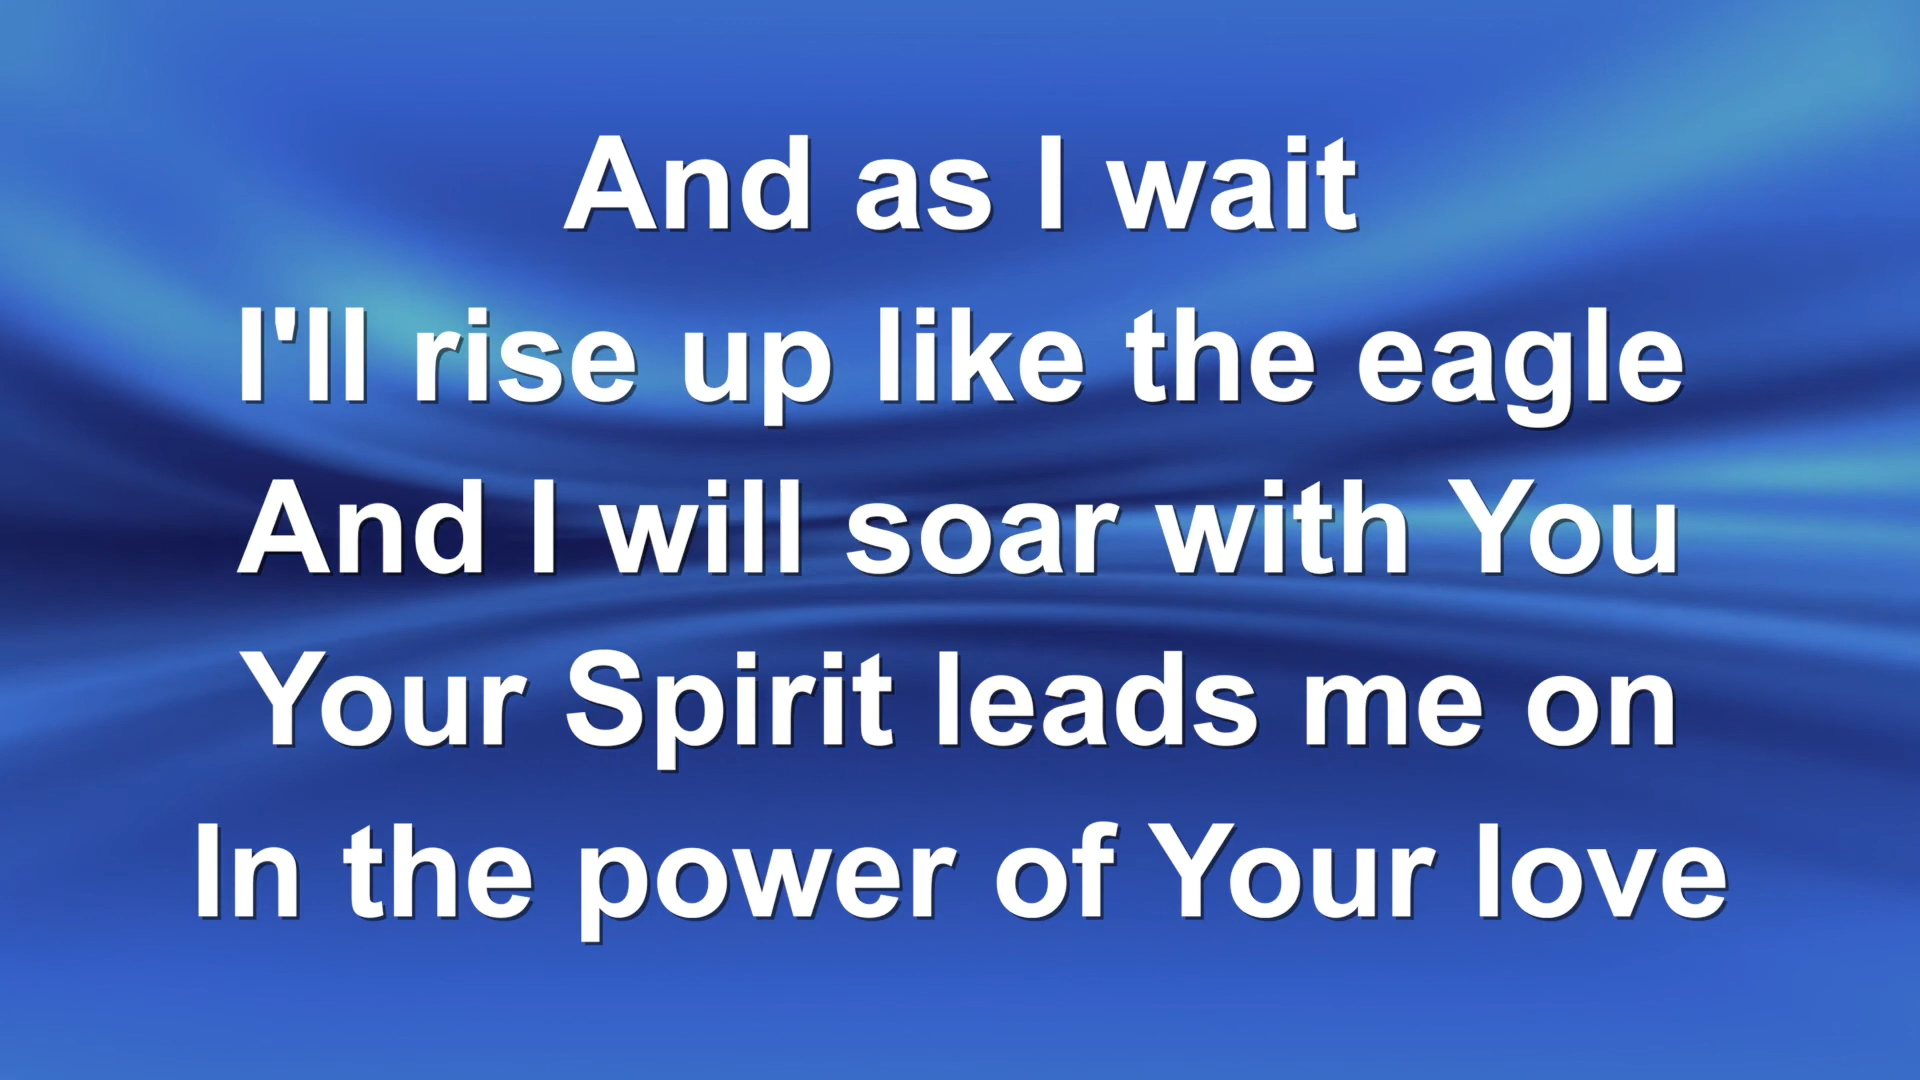 And as I wait
I'll rise up like the eagle
And I will soar with You
Your Spirit leads me on
In the power of Your love